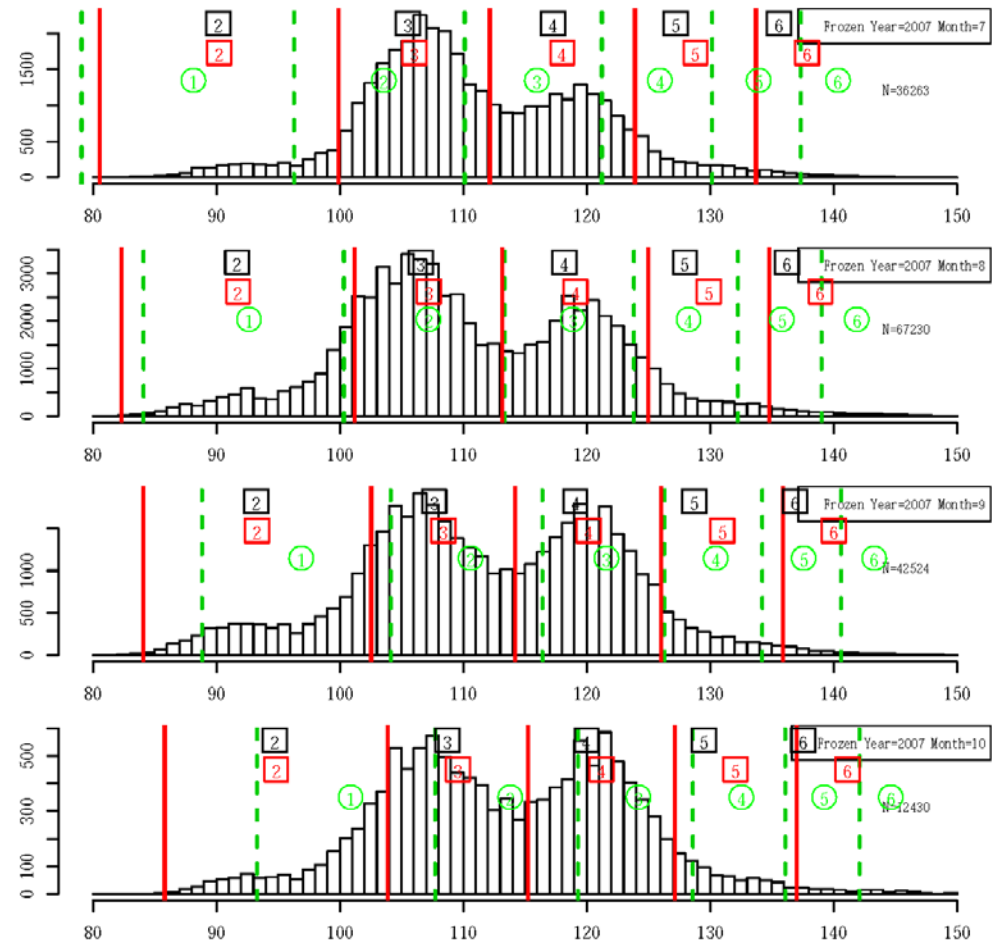 2 3 4 5 6 Frozen Year=2007 Month=7
2 3 4 5 6
1 2 3 4 5 6 N=36263
0 500 1500
80 90 100 110 120 130 140 150
2 3 4 5 6 Frozen Year=2007 Month=8
2 3 4 5 6
1 2 3 4 5 6
N=67230
0 1000 2000 3000
80 90 100 110 120 130 140 150
2 3 4 5 6 Frozen Year=2007 Month=9
2 3 4 5 6
1 2 3 4 5 6
N=42524
0 500 1000
80 90 100 110 120 130 140 150
2 3 4 5 6 Frozen Year=2007 Month=10
2 3 4 5 6
1 2 3 4 5 6
N=12430
0 100 300 500
80 90 100 110 120 130 140 150